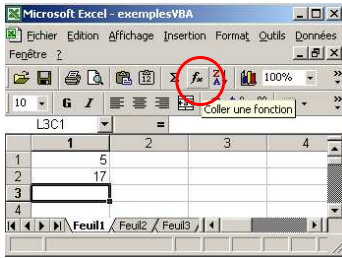 Microsoft Excel - exemplesVBA
Fichier Edition Affichage Insertion Format Outils Données
Fenêtre ?
Σ fx 100%
10 G I
Coller une fonction
L3C1 =
1 2 3 4
1 5
2 17
3
4
Feuil1 Feuil2 Feuil3